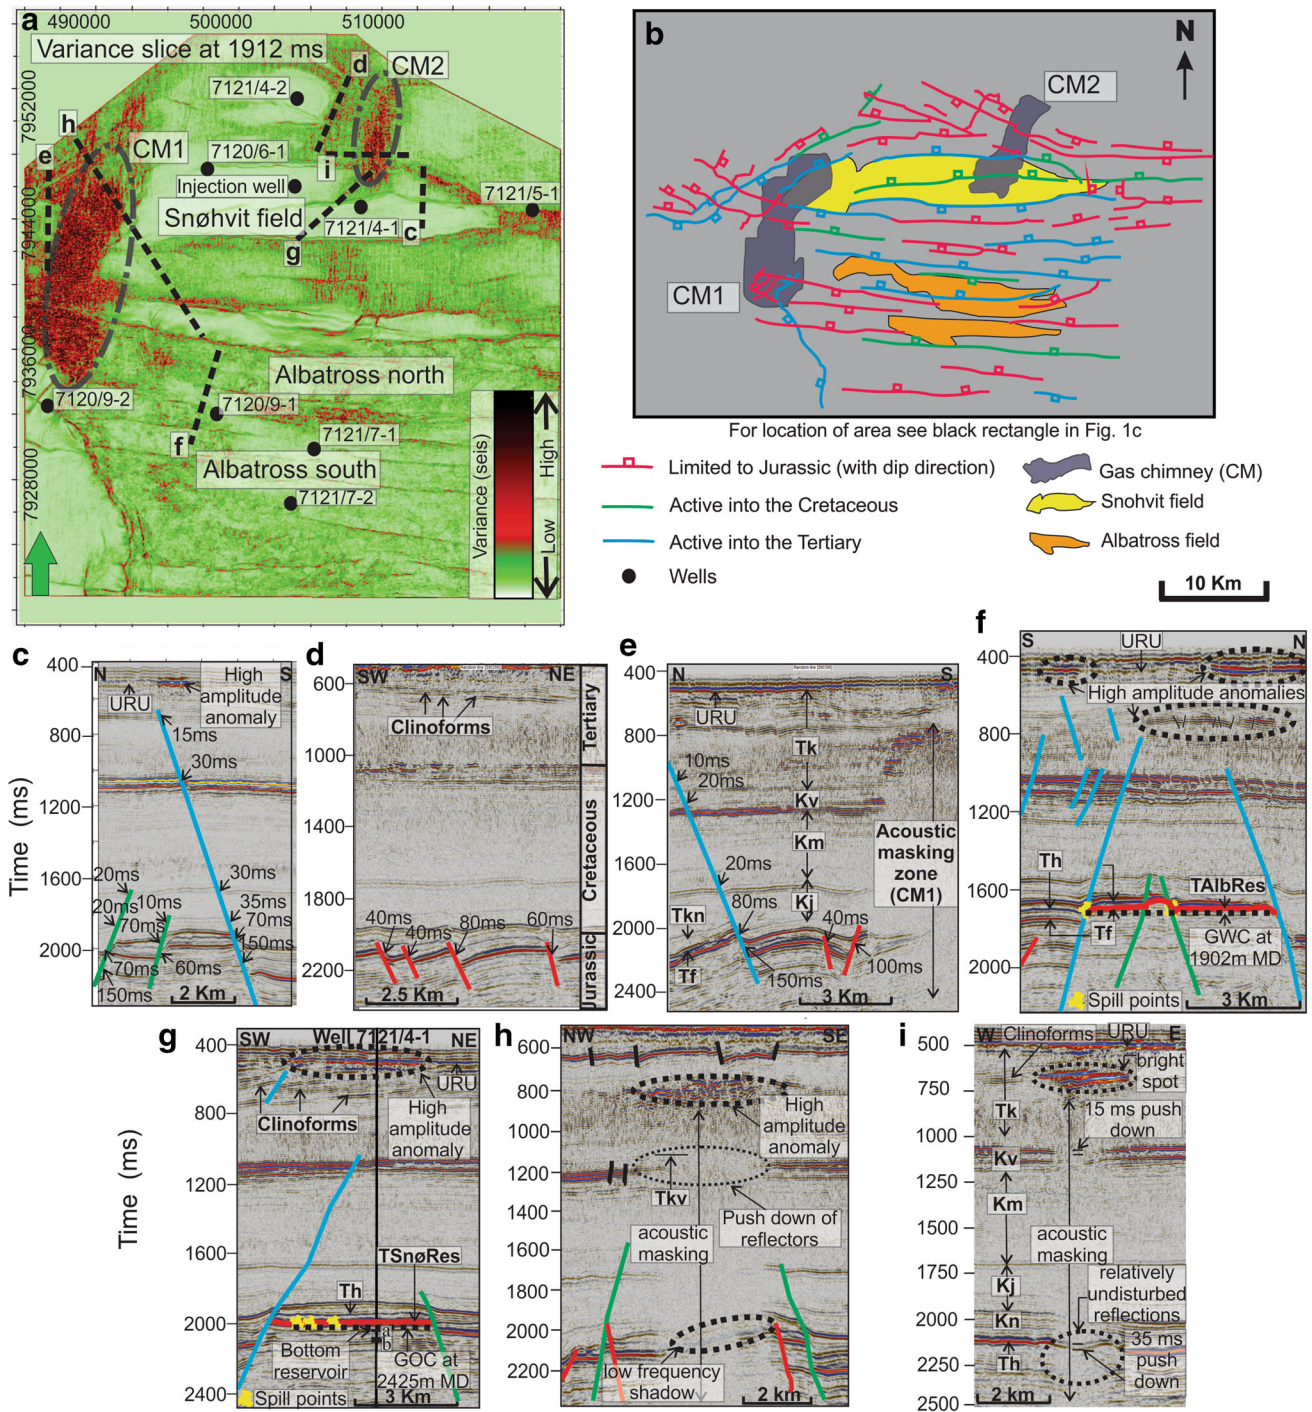 a
490000
500000
510000
Variance slice at 1912 ms
7952000
7944000
7936000
7928000
d
CM2
7121/4-2
h
e
CM1
7120/6-1
i
Injection well
7121/5-1
Snøhvit field
7121/4-1
c
g
Albatross north
7120/9-2
7120/9-1
f
7121/7-1
Albatross south
7121/7-2
Variance (seis)
Low
High
b
N
CM2
CM1
For location of area see black rectangle in Fig. 1c
Limited to Jurassic (with dip direction)
Active into the Cretaceous
Active into the Tertiary
Wells
Gas chimney (CM)
Snohvit field
Albatross field
10 Km
c
Time (ms)
400
800
1200
1600
2000
N
S
URU
High
amplitude
anomaly
15ms
30ms
30ms
20ms
20ms
10ms
35ms
70ms
70ms
150ms
70ms
60ms
150ms
2 Km
d
600
1000
1400
1800
2200
SW
NE
Clinoforms
Tertiary
Cretaceous
Jurassic
40ms
40ms
80ms
60ms
2.5 Km
e
400
800
1200
1600
2000
2400
N
S
URU
Tk
10ms
20ms
Kv
Km
Acoustic
masking
zone
(CM1)
20ms
Kj
80ms
40ms
Tkn
Tf
150ms
100ms
3 Km
f
400
800
1200
1600
2000
S
N
URU
High amplitude anomalies
Th
TAlbRes
Tf
GWC at
1902m MD
Spill points
3 Km
g
Time (ms)
400
800
1200
1600
2000
2400
SW
Well 7121/4-1
NE
URU
Clinoforms
High
amplitude
anomaly
TSnøRes
Th
a
b
Bottom
reservoir
GOC at
2425m MD
Spill points
3 Km
h
600
800
1000
1200
1400
1600
1800
2000
2200
NW
SE
High
amplitude
anomaly
Tkv
Push down of
reflectors
acoustic
masking
low frequency
shadow
2 km
i
500
750
1000
1250
1500
1750
2000
2250
2500
W
Clinoforms
URU
E
bright
spot
Tk
15 ms push
down
Kv
Km
acoustic
masking
Kj
relatively
undisturbed
reflections
Kn
Th
35 ms
push
down
2 km